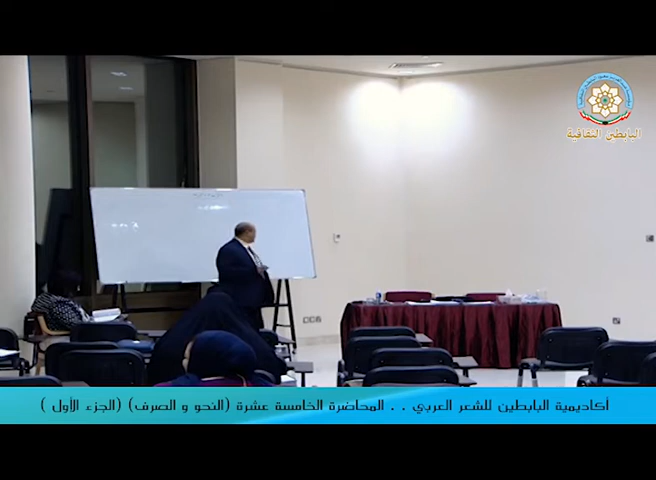 البابطين الثقافية
أكاديمية البابطين للشعر العربي . . المحاضرة الخامسة عشرة (النحو و الصرف) (الجزء الأول )